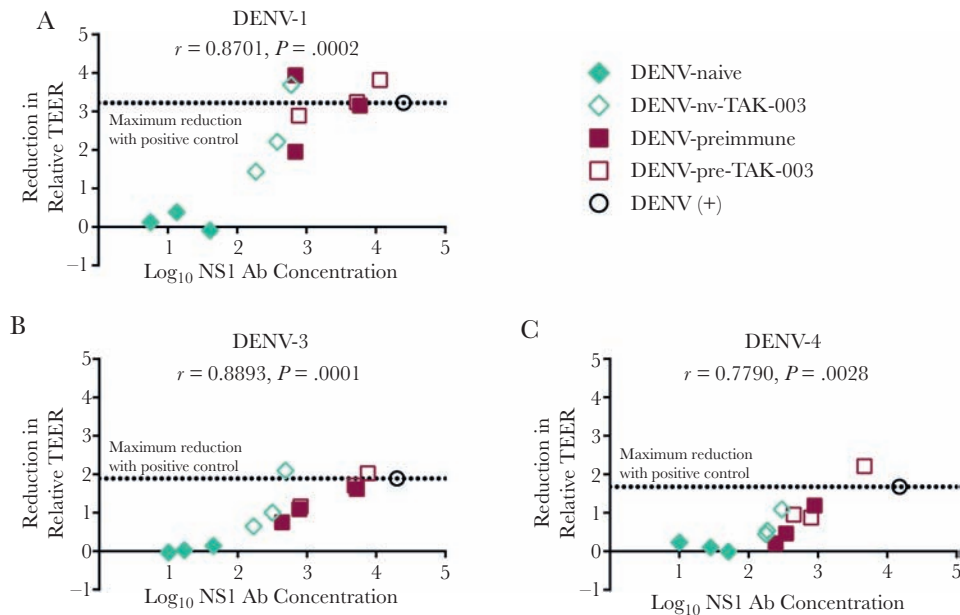 A
DENV-1
r = 0.8701, P = .0002
5
4
3
2
1
0
−1
Maximum reduction
with positive control
Reduction in
Relative TEER
1 2 3 4 5
Log10 NS1 Ab Concentration
DENV-naive
DENV-nv-TAK-003
DENV-preimmune
DENV-pre-TAK-003
DENV (+)
B
DENV-3
r = 0.8893, P = .0001
5
4
3
2
1
0
−1
Maximum reduction
with positive control
Reduction in
Relative TEER
1 2 3 4 5
Log10 NS1 Ab Concentration
C
DENV-4
r = 0.7790, P = .0028
5
4
3
2
1
0
−1
Maximum reduction
with positive control
Reduction in
Relative TEER
1 2 3 4 5
Log10 NS1 Ab Concentration